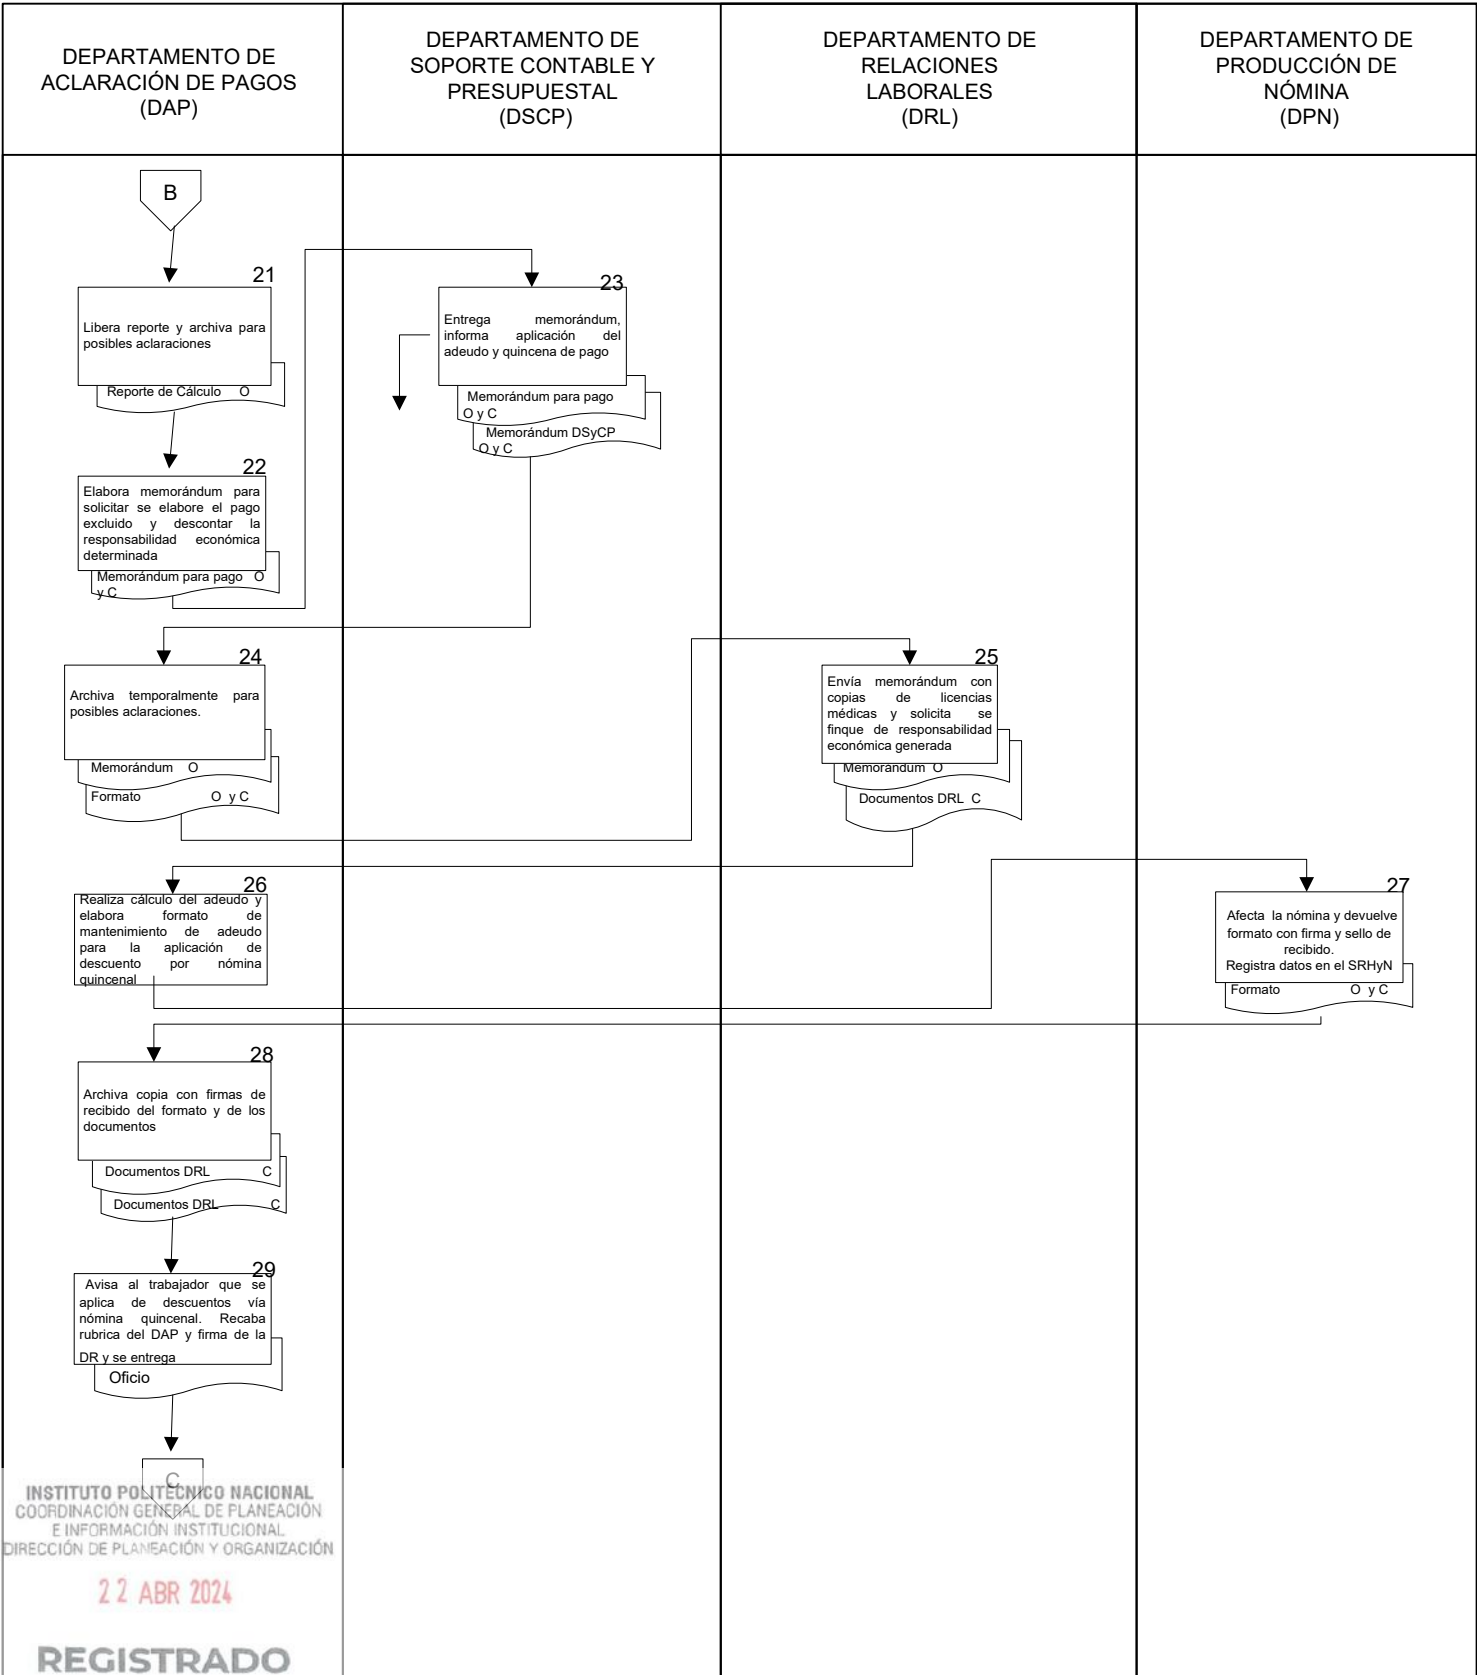 DEPARTAMENTO DE
ACLARACIÓN DE PAGOS
(DAP)
DEPARTAMENTO DE
SOPORTE CONTABLE Y
PRESUPUESTAL
(DSCP)
DEPARTAMENTO DE
RELACIONES
LABORALES
(DRL)
DEPARTAMENTO DE
PRODUCCIÓN DE
NÓMINA
(DPN)
B
21
Libera reporte y archiva para
posibles aclaraciones
Reporte de Cálculo O
22
Elabora memorándum para
solicitar se elabore el pago
excluido y descontar la
responsabilidad económica
determinada
Memorándum para pago O
y C
23
Entrega memorándum,
informa aplicación del
adeudo y quincena de pago
Memorándum para pago
O y C
Memorándum DSyCP
O y C
24
Archiva temporalmente para
posibles aclaraciones.
Memorándum O
Formato O y C
25
Envía memorándum con
copias de licencias
médicas y solicita se
finque de responsabilidad
económica generada
Memorándum O
Documentos DRL C
26
Realiza cálculo del adeudo y
elabora formato de
mantenimiento de adeudo
para la aplicación de
descuento por nómina
quincenal
27
Afecta la nómina y devuelve
formato con firma y sello de
recibido.
Registra datos en el SRHyN
Formato O y C
28
Archiva copia con firmas de
recibido del formato y de los
documentos
Documentos DRL C
Documentos DRL C
29
Avisa al trabajador que se
aplica de descuentos vía
nómina quincenal. Recaba
rubrica del DAP y firma de la
DR y se entrega
Oficio
C
INSTITUTO POLITÉCNICO NACIONAL
COORDINACIÓN GENERAL DE PLANEACIÓN
E INFORMACIÓN INSTITUCIONAL
DIRECCIÓN DE PLANEACIÓN Y ORGANIZACIÓN
22 ABR 2024
REGISTRADO